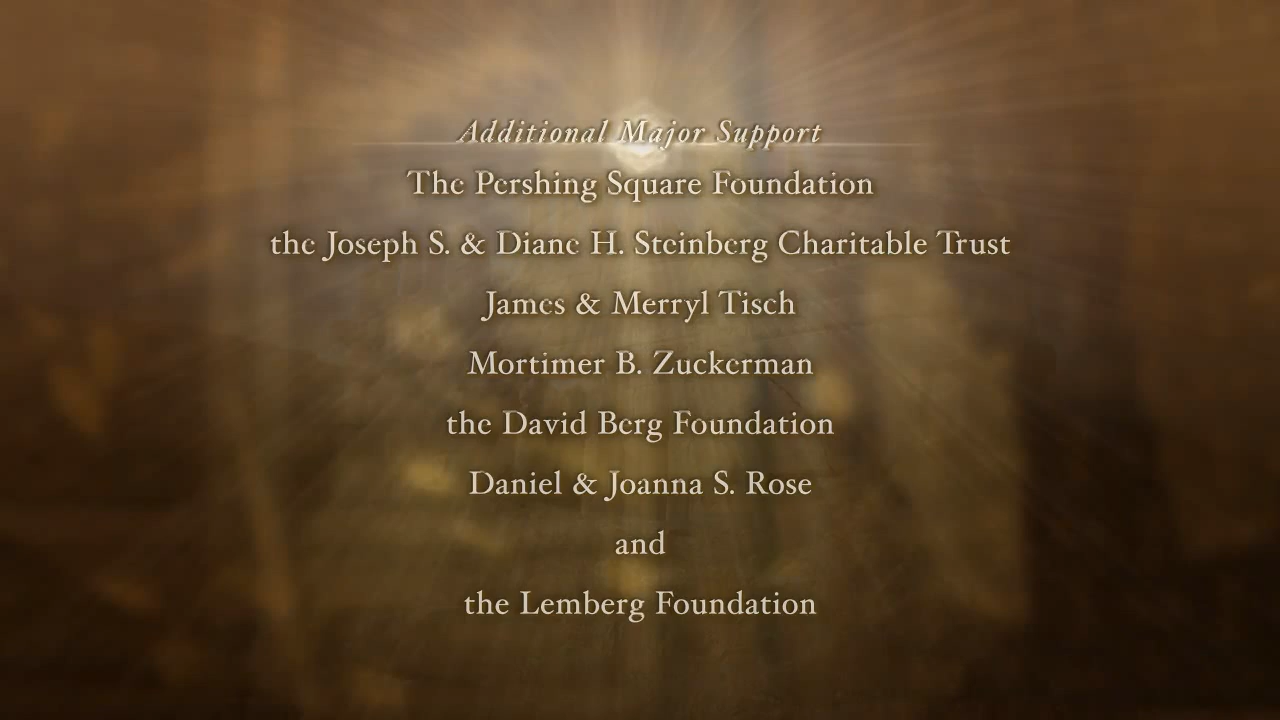 Additional Major Support
The Pershing Square Foundation
the Joseph S. & Diane H. Steinberg Charitable Trust
James & Merryl Tisch
Mortimer B. Zuckerman
the David Berg Foundation
Daniel & Joanna S. Rose
and
the Lemberg Foundation